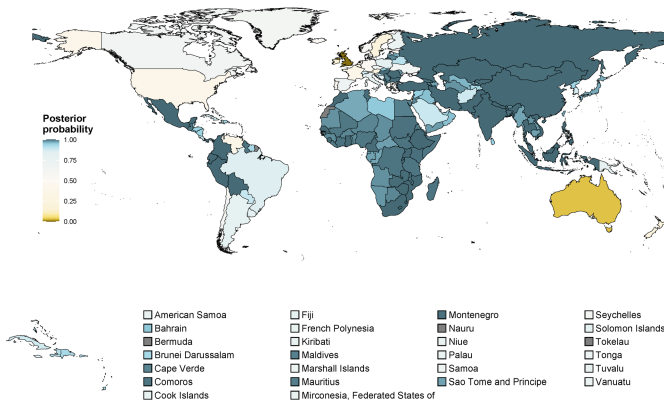 Posterior
probability
1.00
0.75
0.50
0.25
0.00
American Samoa
Bahrain
Bermuda
Brunei Darussalam
Cape Verde
Comoros
Cook Islands
Fiji
French Polynesia
Kiribati
Maldives
Marshall Islands
Mauritius
Mirconesia, Federated States of
Montenegro
Nauru
Niue
Palau
Samoa
Sao Tome and Principe
Seychelles
Solomon Islands
Tokelau
Tonga
Tuvalu
Vanuatu